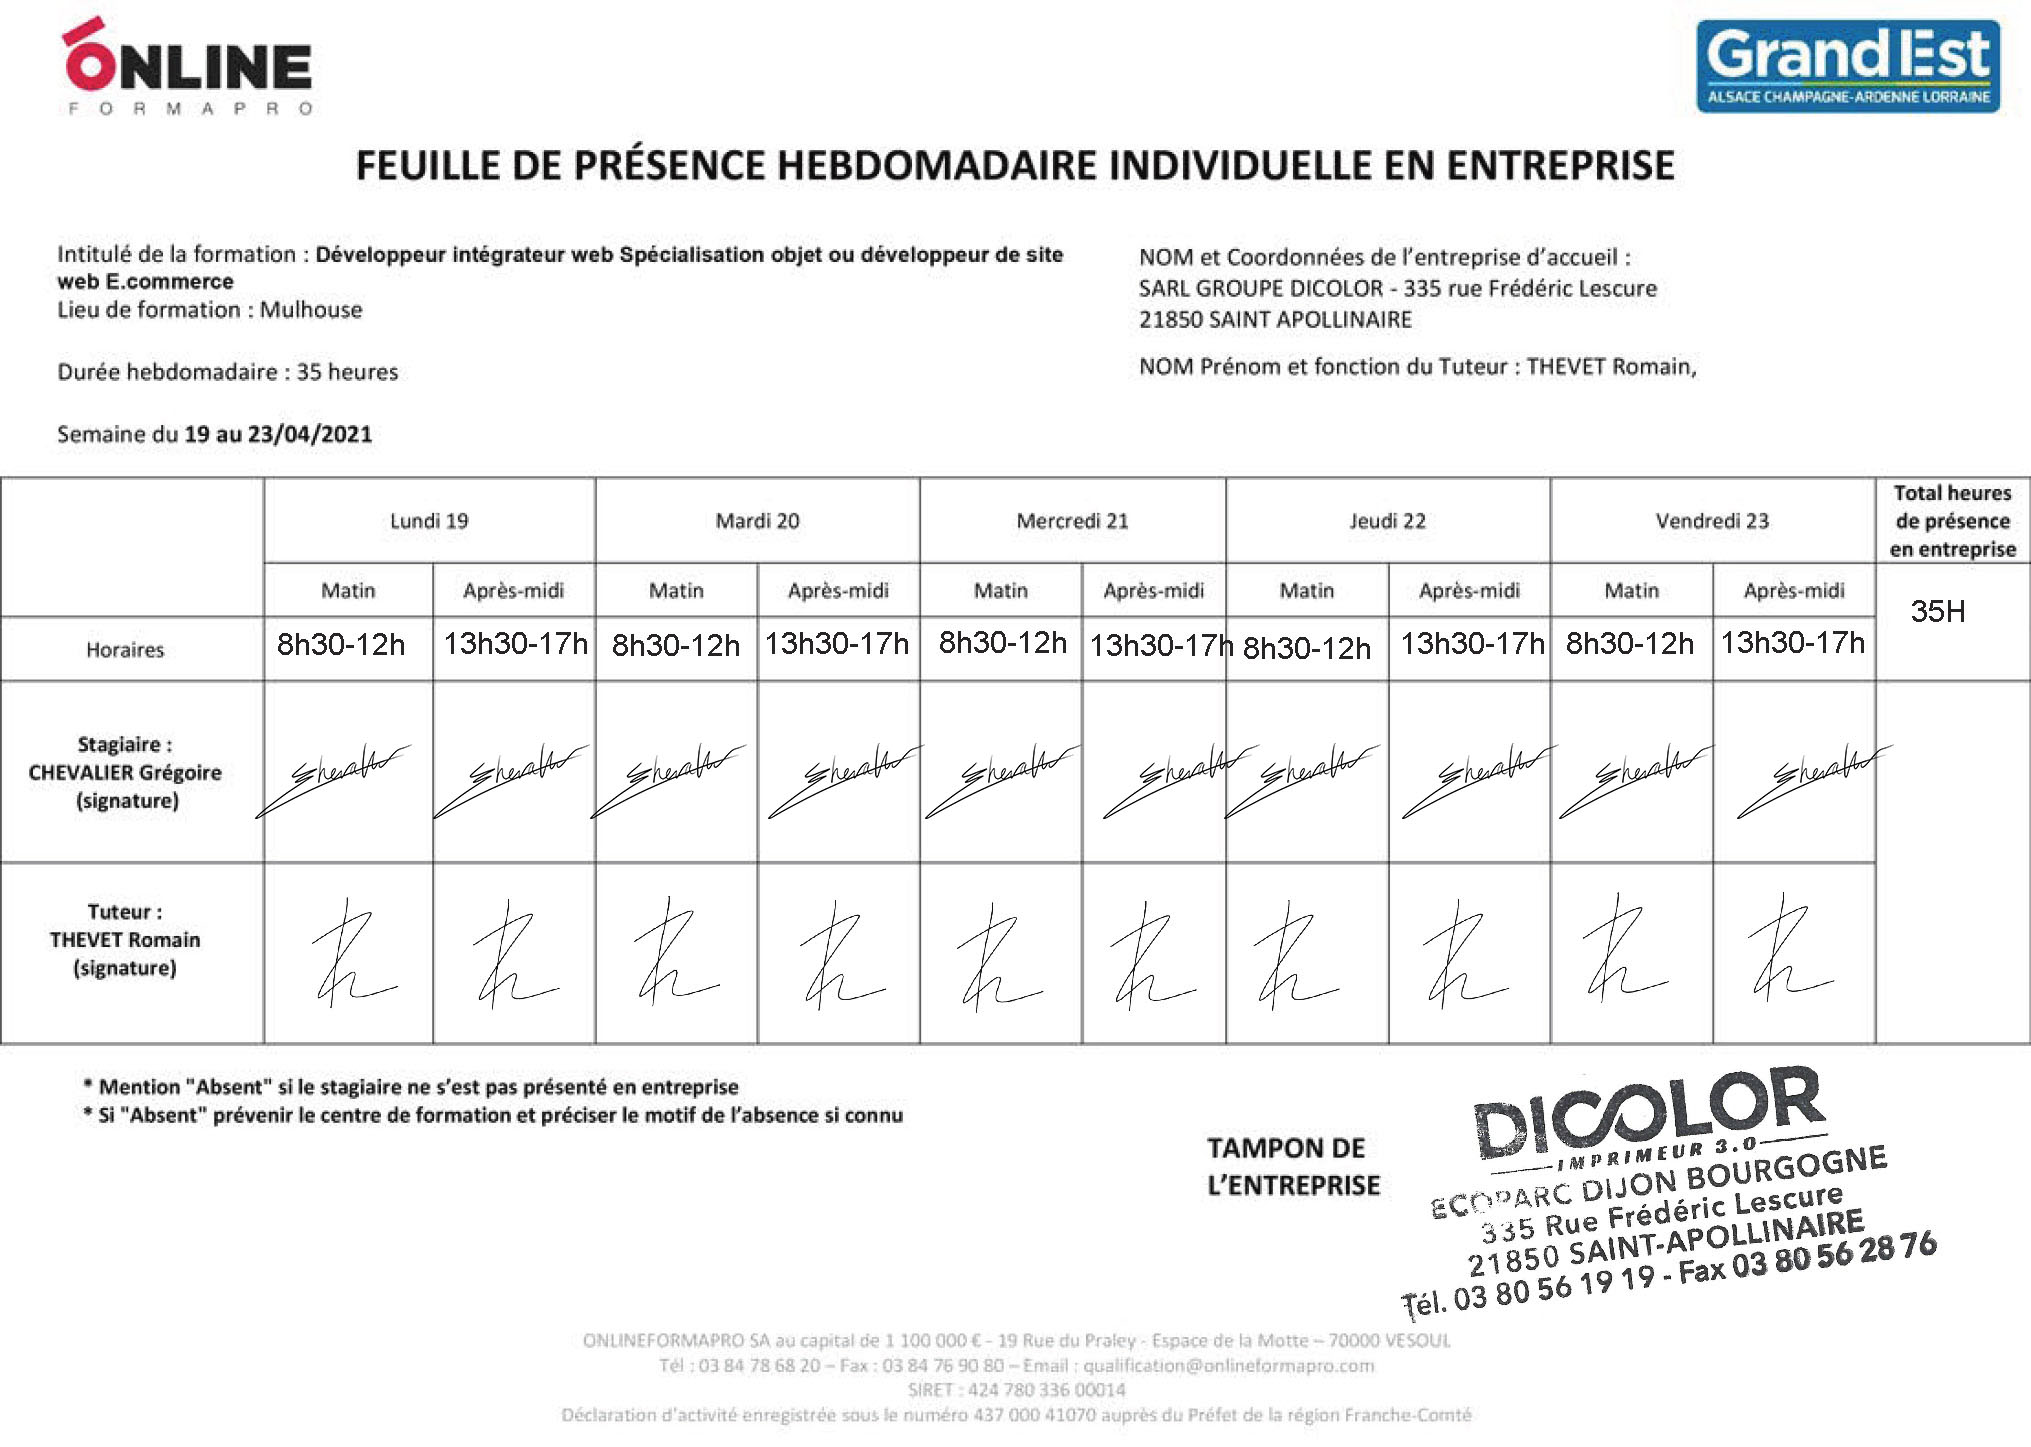 ONLINE
FORMAPRO
Grand Est
ALSACE CHAMPAGNE-ARDENNE LORRAINE
FEUILLE DE PRÉSENCE HEBDOMADAIRE INDIVIDUELLE EN ENTREPRISE
Intitulé de la formation : Développeur intégrateur web Spécialisation objet ou développeur de site
web E.commerce
Lieu de formation : Mulhouse
Durée hebdomadaire : 35 heures
Semaine du 19 au 23/04/2021
NOM et Coordonnées de l'entreprise d'accueil :
SARL GROUPE DICOLOR - 335 rue Frédéric Lescure
21850 SAINT APOLLINAIRE
NOM Prénom et fonction du Tuteur : THEVET Romain,
Lundi 19 Mardi 20 Mercredi 21 Jeudi 22 Vendredi 23
Total heures
de présence
en entreprise
Matin Après-midi Matin Après-midi Matin Après-midi Matin Après-midi Matin Après-midi
35H
Horaires 8h30-12h 13h30-17h 8h30-12h 13h30-17h 8h30-12h 13h30-17h 8h30-12h 13h30-17h 8h30-12h 13h30-17h
Stagiaire :
CHEVALIER Grégoire
(signature)
Tuteur :
THEVET Romain
(signature)
* Mention "Absent" si le stagiaire ne s'est pas présenté en entreprise
* Si "Absent" prévenir le centre de formation et préciser le motif de l'absence si connu
TAMPON DE
L'ENTREPRISE
DICOLOR
IMPRIMEUR 3.0
ECOPARC DIJON BOURGOGNE
335 Rue Frédéric Lescure
21850 SAINT-APOLLINAIRE
Tél. 03 80 56 19 19 - Fax 03 80 56 28 76
ONLINEFORMAPRO SA au capital de 1 100 000 € - 19 Rue du Praley - Espace de la Motte – 70000 VESOUL
Tél : 03 84 78 68 20 – Fax : 03 84 76 90 80 – Email : qualification@onlineformapro.com
SIRET : 424 780 336 00014
Déclaration d'activité enregistrée sous le numéro 437 000 41070 auprès du Préfet de la région Franche-Comté